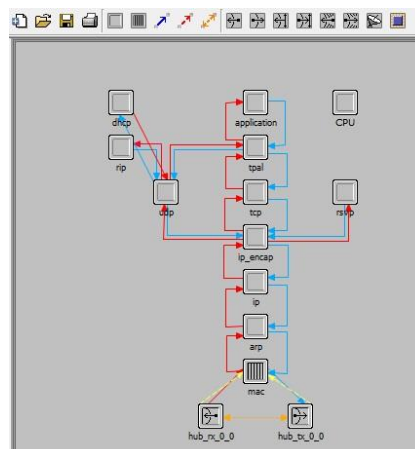 dhcp
application
CPU
rip
tpal
udp
tcp
rsvp
ip_encap
ip
arp
mac
hub_rx_0_0
hub_tx_0_0